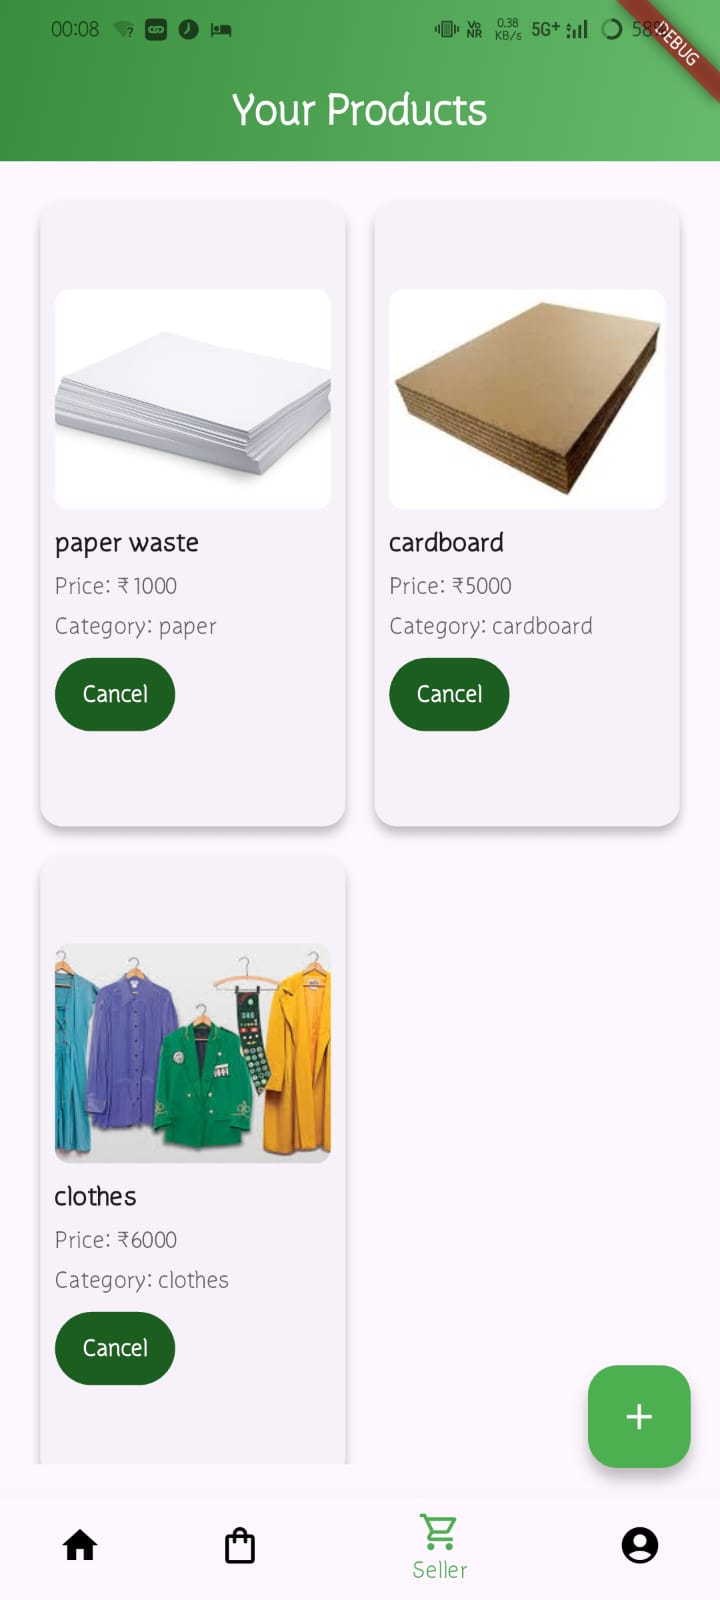 00:08
Vo
NR
0.38
KB/s
5G+
58%
DEBUG
Your Products
paper waste
Price: ₹ 1000
Category: paper
Cancel
cardboard
Price: ₹5000
Category: cardboard
Cancel
clothes
Price: ₹6000
Category: clothes
Cancel
+
Seller